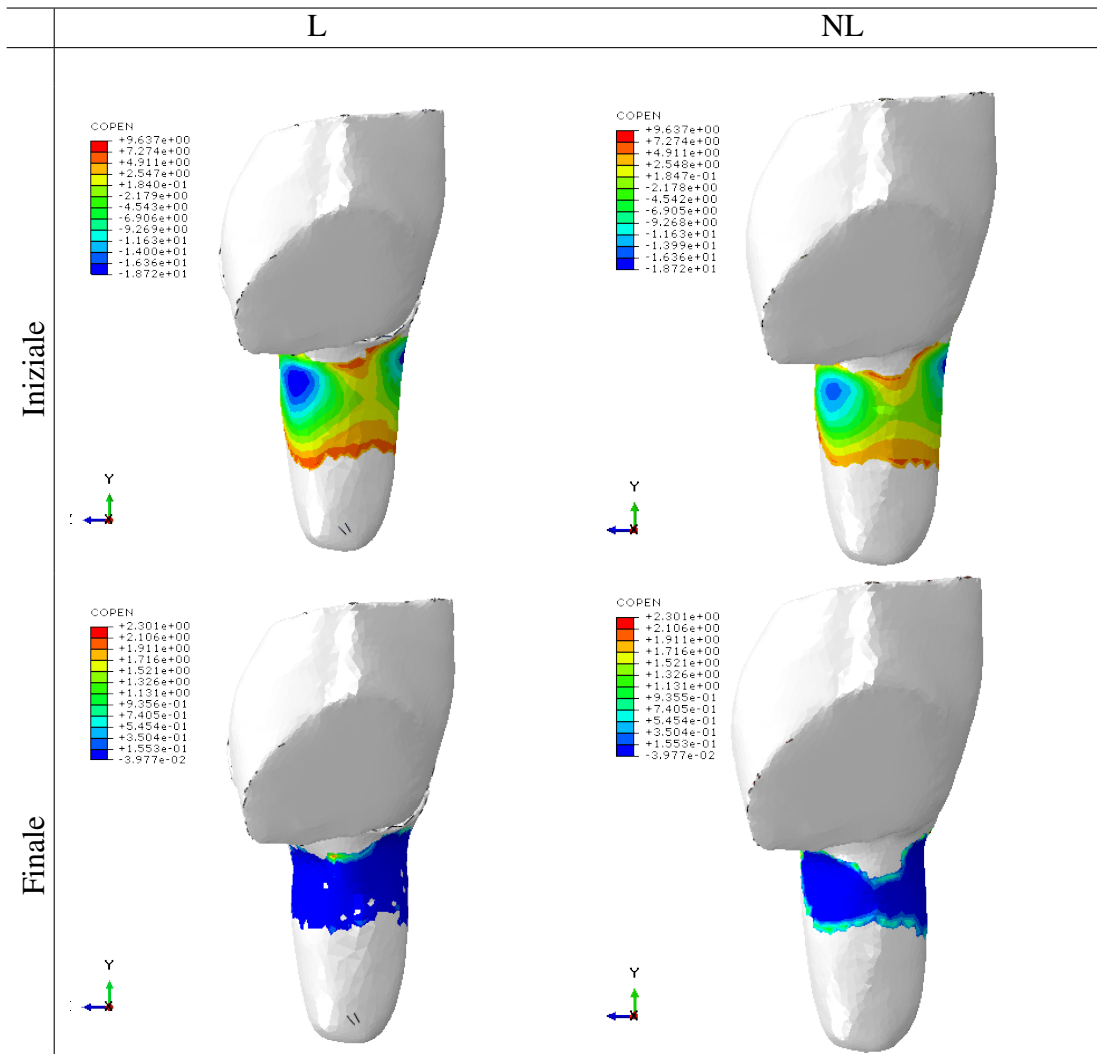 L NL
Iniziale
COPEN
+9.637e+00
+7.274e+00
+4.911e+00
+2.547e+00
+1.840e-01
-2.179e+00
-4.543e+00
-6.906e+00
-9.269e+00
-1.163e+01
-1.400e+01
-1.636e+01
-1.872e+01
Y
COPEN
+9.637e+00
+7.274e+00
+4.911e+00
+2.548e+00
+1.847e-01
-2.178e+00
-4.542e+00
-6.905e+00
-9.268e+00
-1.163e+01
-1.399e+01
-1.636e+01
-1.872e+01
Y
Finale
COPEN
+2.301e+00
+2.106e+00
+1.911e+00
+1.716e+00
+1.521e+00
+1.326e+00
+1.131e+00
+9.356e-01
+7.405e-01
+5.454e-01
+3.504e-01
+1.553e-01
-3.977e-02
Y
COPEN
+2.301e+00
+2.106e+00
+1.911e+00
+1.716e+00
+1.521e+00
+1.326e+00
+1.131e+00
+9.355e-01
+7.405e-01
+5.454e-01
+3.504e-01
+1.553e-01
-3.977e-02
Y